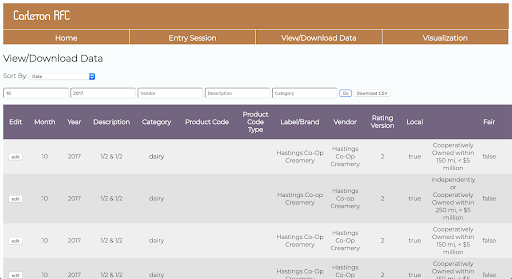 Carleton RFC
Home Entry Session View/Download Data Visualization
View/Download Data
Sort By: Date
10 2017 Vendor Description Category Go Download CSV
Edit Month Year Description Category Product Code Product Code Type Label/Brand Vendor Rating Version Local Fair
edit 10 2017 1/2 & 1/2 dairy Hastings Co-Op Creamery Hastings Co-Op Creamery 2 true Cooperatively Owned within 150 mi, < $5 million false
edit 10 2017 1/2 & 1/2 dairy Hastings Co-op Creamery Hastings Co-op Creamery 2 true Independently or Cooperatively Owned within 250 mi, < $5 million false
edit 10 2017 1/2 & 1/2 dairy Hastings Co-Op Creamery Hastings Co-op Creamery 2 true Cooperatively Owned within 150 mi, < $5 million false
edit 10 2017 1/2 & 1/2 dairy Hastings Co-Op Creamery Hastings Co-Op 2 true Cooperatively Owned within false